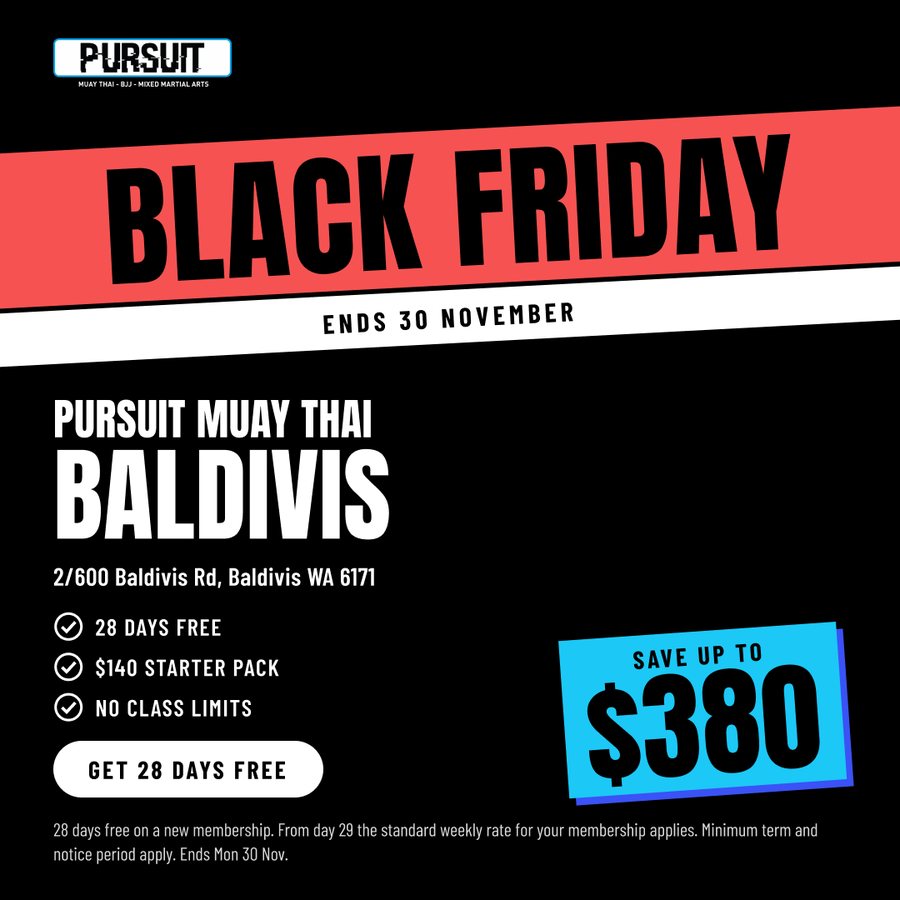 PURSUIT
MUAY THAI - BJJ - MIXED MARTIAL ARTS
BLACK FRIDAY
ENDS 30 NOVEMBER
PURSUIT MUAY THAI
BALDIVIS
2/600 Baldivis Rd, Baldivis WA 6171
28 DAYS FREE
$140 STARTER PACK
NO CLASS LIMITS
GET 28 DAYS FREE
SAVE UP TO
$380
28 days free on a new membership. From day 29 the standard weekly rate for your membership applies. Minimum term and
notice period apply. Ends Mon 30 Nov.